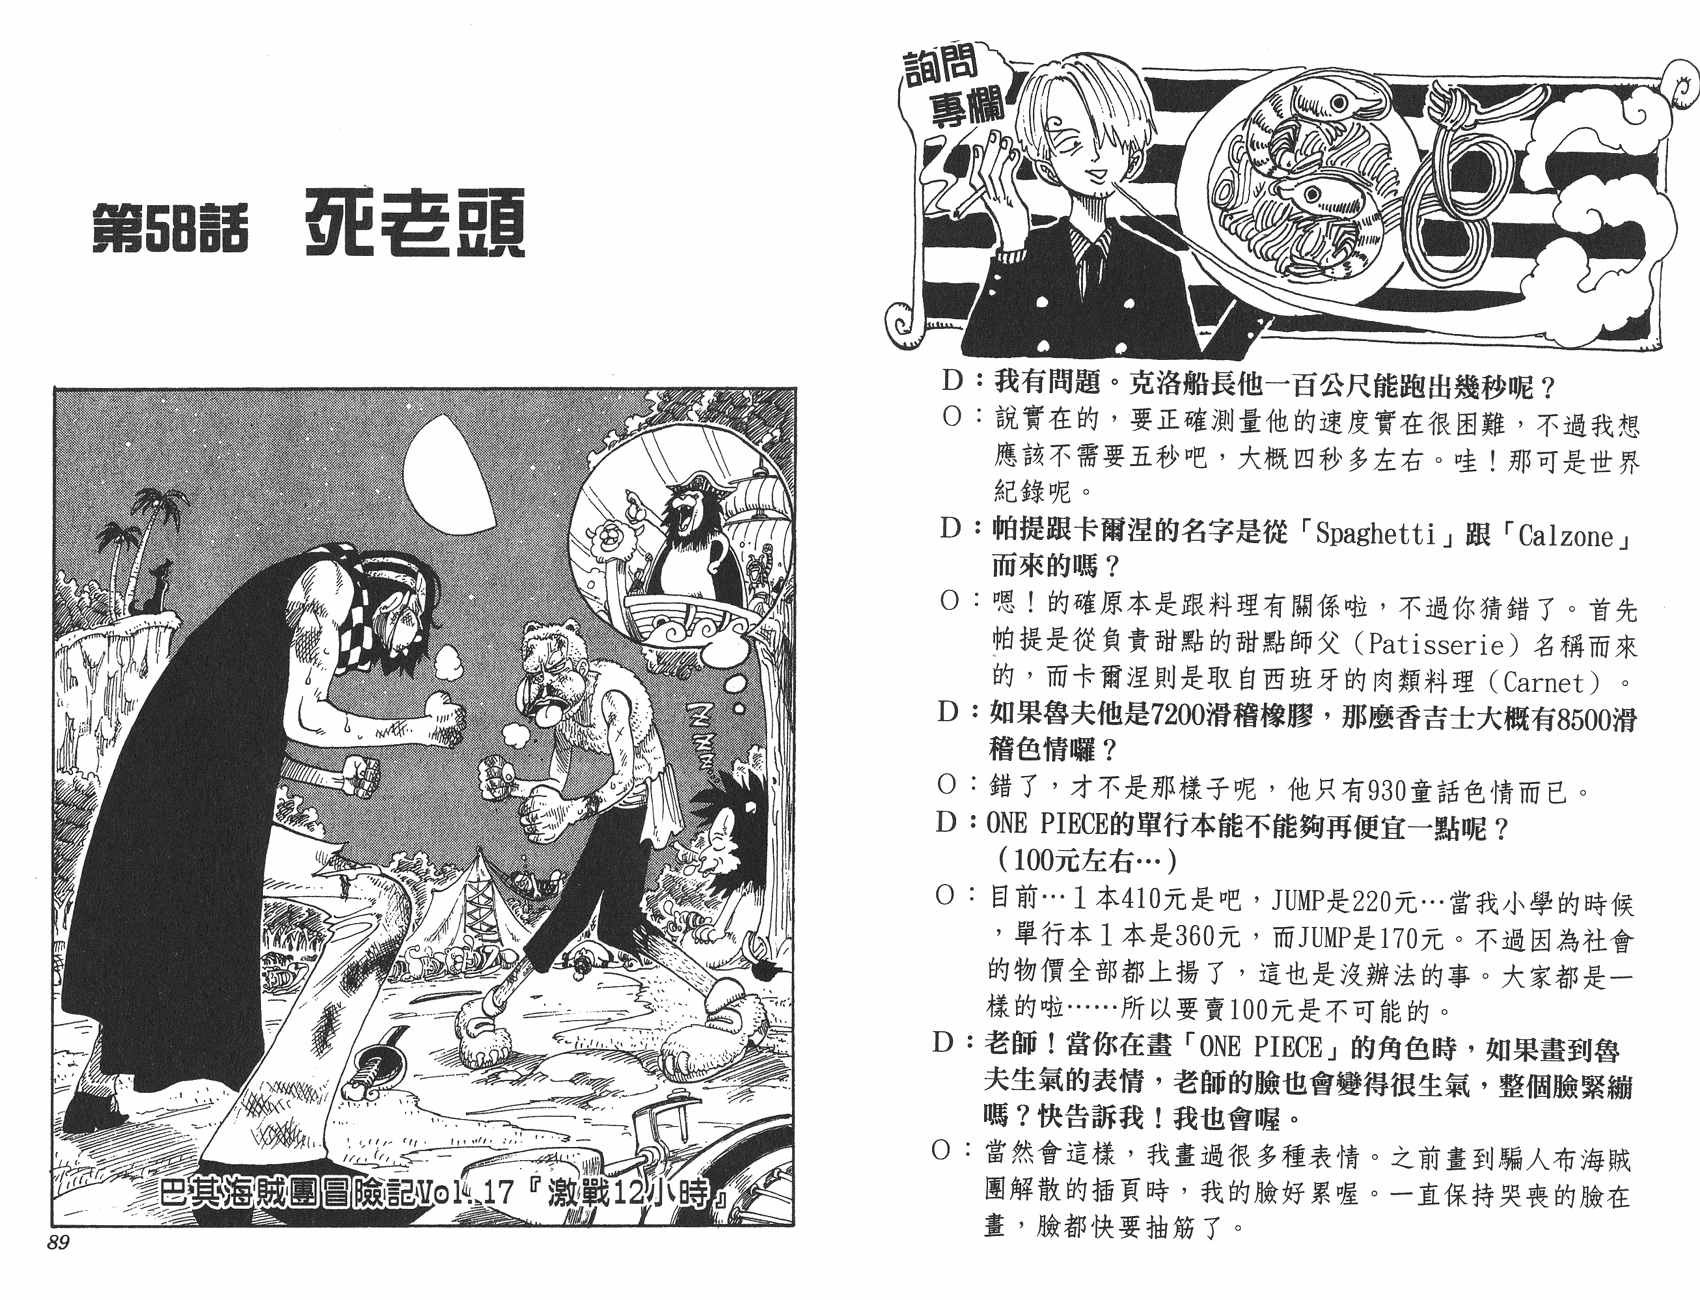 詢問
專欄
D：我有問題。克洛船長他一百公尺能跑出幾秒呢？
O：說實在的，要正確測量他的速度實在很困難，不過我想
應該不需要五秒吧，大概四秒多左右。哇！那可是世界
紀錄呢。
D：帕提跟卡爾涅的名字是從「Spaghetti」跟「Calzone」
而來的嗎？
O：嗯！的確原本是跟料理有關係啦，不過你猜錯了。首先
帕提是從負責甜點的甜點師父（Patisserie）名稱而來
的，而卡爾涅則是取自西班牙的肉類料理（Carnet）。
D：如果魯夫他是7200滑稽橡膠，那麼香吉士大概有8500滑
稽色情囉？
O：錯了，才不是那樣子呢，他只有930童話色情而已。
D：ONE PIECE的單行本能不能夠再便宜一點呢？
（100元左右…）
O：目前…１本410元是吧，JUMP是220元…當我小學的時候
，單行本１本是360元，而JUMP是170元。不過因為社會
的物價全部都上揚了，這也是沒辦法的事。大家都是一
樣的啦……所以要賣100元是不可能的。
D：老師！當你在畫「ONE PIECE」的角色時，如果畫到魯
夫生氣的表情，老師的臉也會變得很生氣，整個臉緊繃
嗎？快告訴我！我也會喔。
O：當然會這樣，我畫過很多種表情。之前畫到騙人布海賊
團解散的插頁時，我的臉好累喔。一直保持哭喪的臉在
畫，臉都快要抽筋了。
第58話　死老頭
ZZZZZ
巴其海賊團冒險記Vol.17『激戰12小時』
89